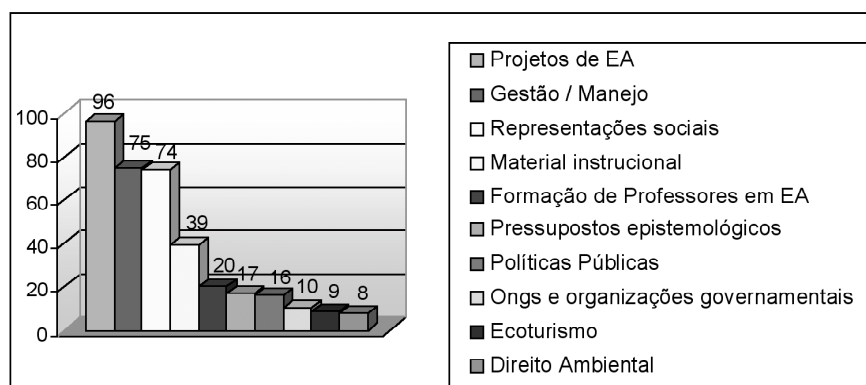 100
80
60
40
20
0
96
75
74
39
20
17
16
10
9
8
Projetos de EA
Gestão / Manejo
Representações sociais
Material instrucional
Formação de Professores em EA
Pressupostos epistemológicos
Políticas Públicas
Ongs e organizações governamentais
Ecoturismo
Direito Ambiental